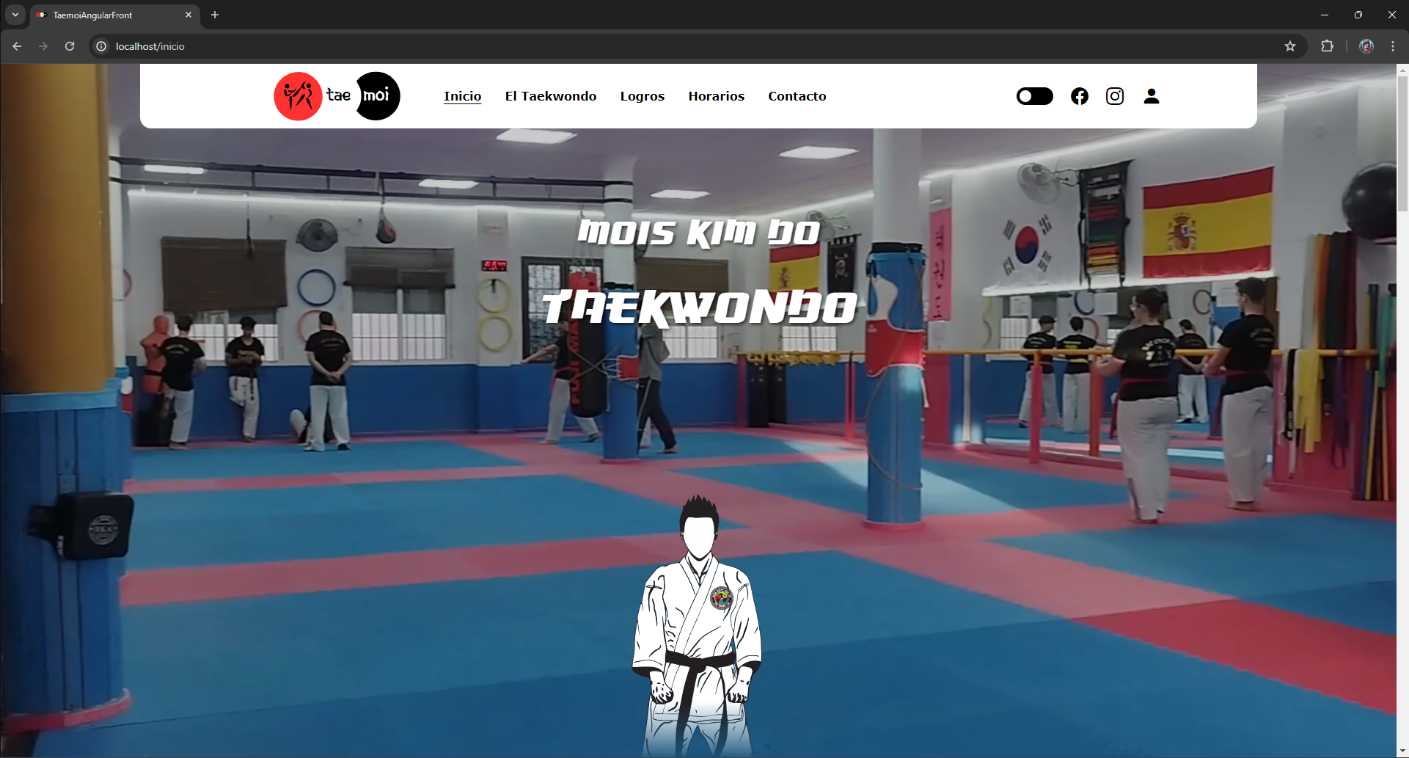 TaemoiAngularFront
localhost/inicio
tae moi
Inicio El Taekwondo Logros Horarios Contacto
MOIS KIM DO
TAEKWONDO